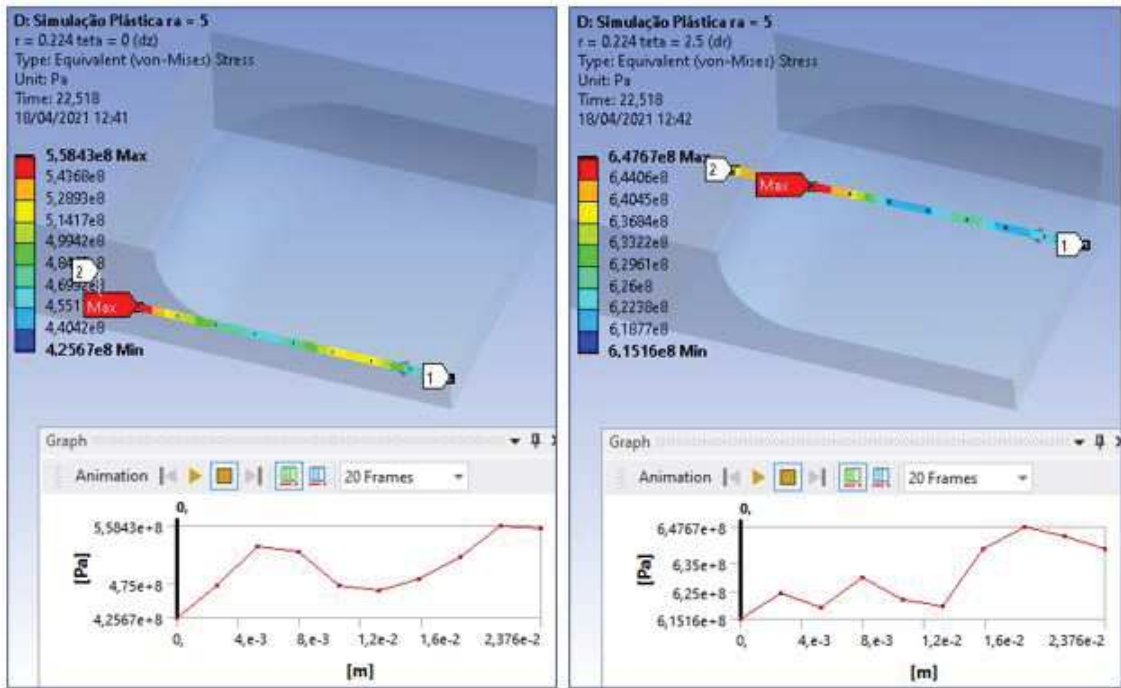 D: Simulação Plástica ra = 5
r = 0.224 teta = 0 (dz)
Type: Equivalent (von-Mises) Stress
Unit: Pa
Time: 22,518
18/04/2021 12:41
5,5843e8 Max
5,4368e8
5,2893e8
5,1417e8
4,9942e8
2
Max
4,4042e8
4,2567e8 Min
1
Graph
Animation
20 Frames
0,
5,5843e+8
4,75e+8
4,2567e+8
[Pa]
0, 4,e-3 8,e-3 1,2e-2 1,6e-2 2,376e-2
[m]
D: Simulação Plástica ra = 5
r = 0.224 teta = 2.5 (dr)
Type: Equivalent (von-Mises) Stress
Unit: Pa
Time: 22,518
18/04/2021 12:42
6,4767e8 Max
6,4406e8
6,4045e8
6,3684e8
6,3322e8
6,2961e8
6,26e8
6,2238e8
6,1877e8
6,1516e8 Min
2
Max
1
Graph
Animation
20 Frames
0,
6,4767e+8
6,35e+8
6,25e+8
6,1516e+8
[Pa]
0, 4,e-3 8,e-3 1,2e-2 1,6e-2 2,376e-2
[m]